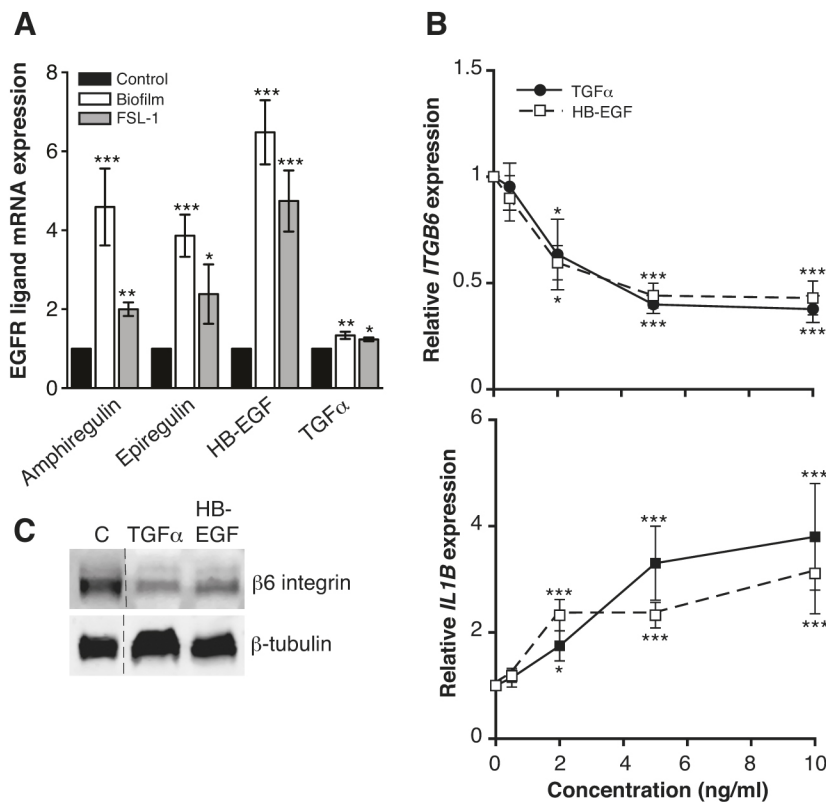 A
EGFR ligand mRNA expression
8
6
4
2
0
Control
Biofilm
FSL-1
***
**
***
*
***
***
**
*
Amphiregulin
Epiregulin
HB-EGF
TGFα
B
Relative ITGB6 expression
1.5
1
0.5
0
TGFα
HB-EGF
*
*
***
***
***
***
Relative IL1B expression
6
4
2
0
***
*
***
***
***
***
0 2 4 6 8 10
Concentration (ng/ml)
C
C TGFα HB-
EGF
β6 integrin
β-tubulin